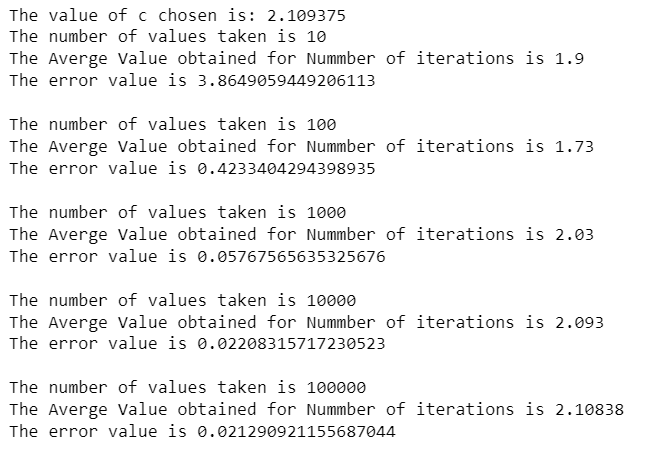 The value of c chosen is: 2.109375
The number of values taken is 10
The Averge Value obtained for Nummber of iterations is 1.9
The error value is 3.8649059449206113
The number of values taken is 100
The Averge Value obtained for Nummber of iterations is 1.73
The error value is 0.4233404294398935
The number of values taken is 1000
The Averge Value obtained for Nummber of iterations is 2.03
The error value is 0.05767565635325676
The number of values taken is 10000
The Averge Value obtained for Nummber of iterations is 2.093
The error value is 0.02208315717230523
The number of values taken is 100000
The Averge Value obtained for Nummber of iterations is 2.10838
The error value is 0.021290921155687044